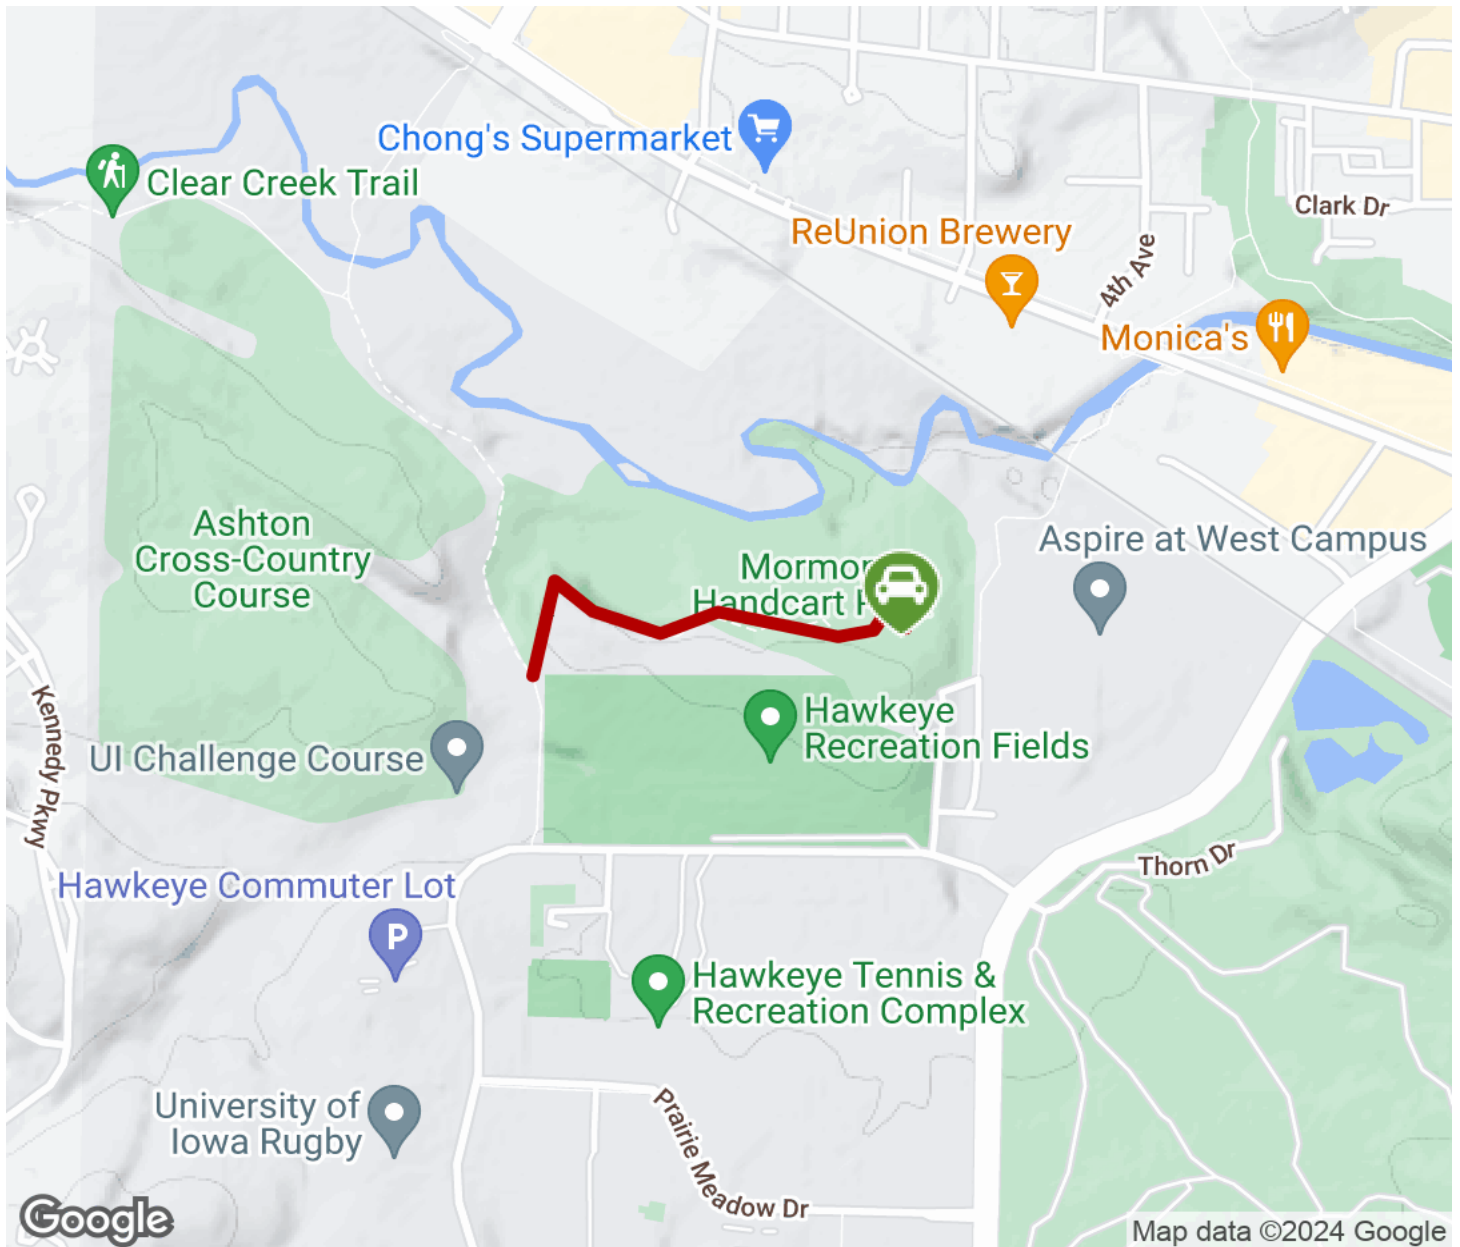 Chong's Supermarket
Clear Creek Trail
Clark Dr
ReUnion Brewery
4th Ave
Monica's
Ashton
Cross-Country
Course
Aspire at West Campus
Mormon
Handcart P
Kennedy Pkwy
Hawkeye
Recreation Fields
UI Challenge Course
Thorn Dr
Hawkeye Commuter Lot
P
Hawkeye Tennis &
Recreation Complex
University of
Iowa Rugby
Prairie Meadow Dr
Google
Map data ©2024 Google